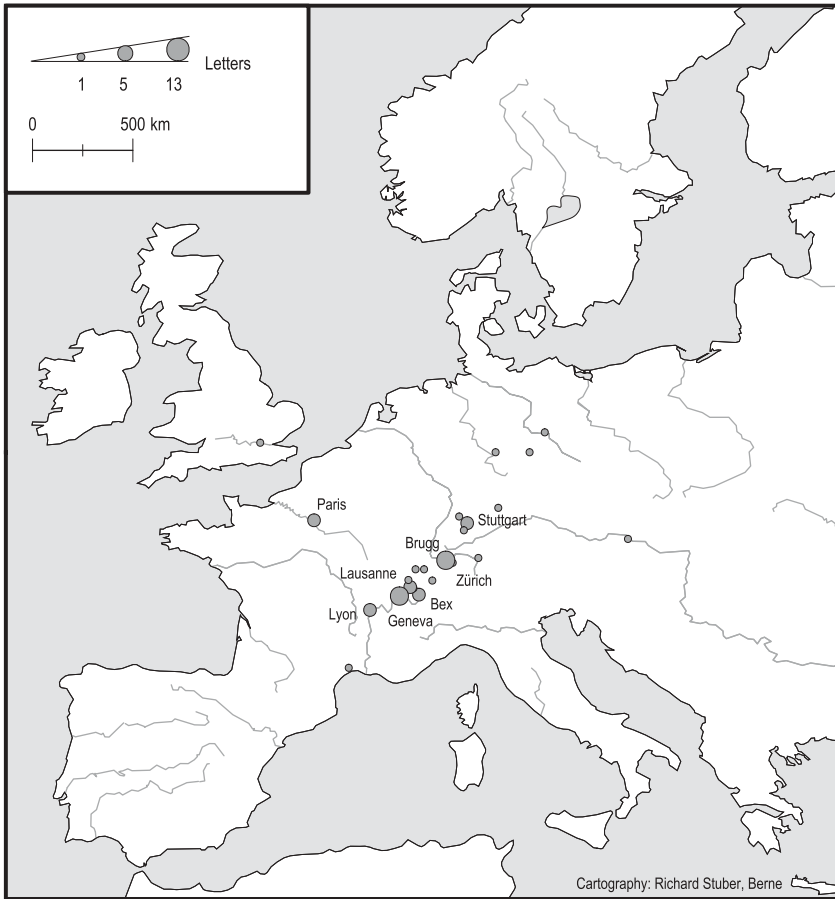 Letters
1 5 13
0 500 km
Paris
Stuttgart
Brugg
Lausanne
Zürich
Bex
Lyon
Geneva
Cartography: Richard Stuber, Berne